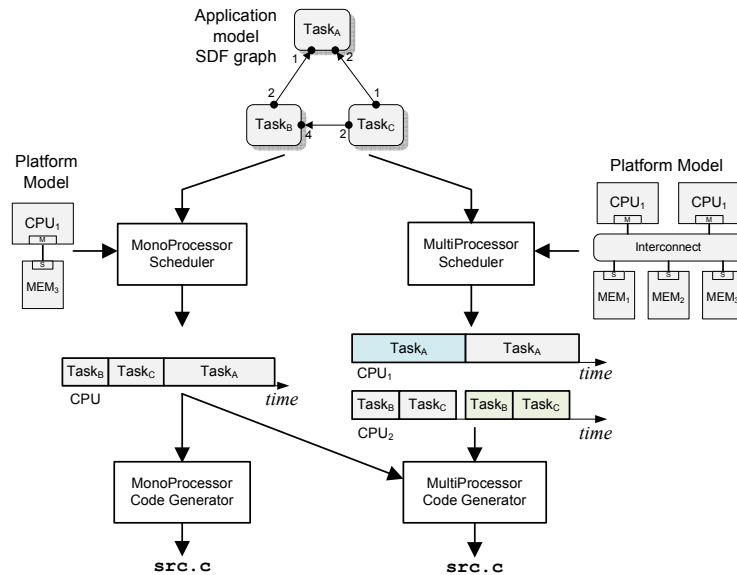 Application
model
SDF graph
TaskA
1
2
2
1
TaskB
4
2
TaskC
Platform
Model
CPU1
M
S
MEM3
MonoProcessor
Scheduler
MultiProcessor
Scheduler
Platform Model
CPU1
CPU1
M
M
Interconnect
S
S
S
MEM1
MEM2
MEM3
TaskB
TaskC
TaskA
CPU
time
TaskA
TaskA
CPU1
time
TaskB
TaskC
TaskB
TaskC
CPU2
time
MonoProcessor
Code Generator
MultiProcessor
Code Generator
src.c
src.c